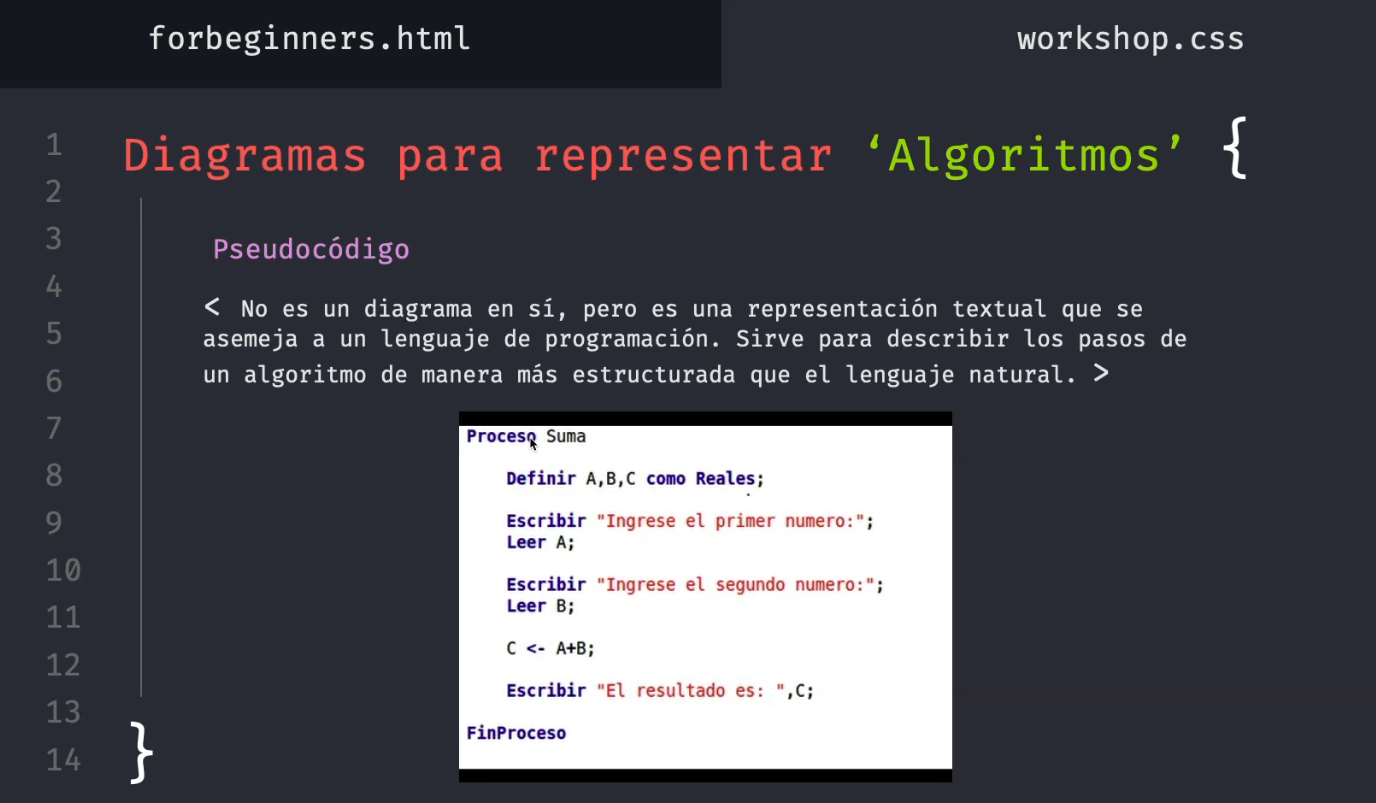 forbeginners.html
workshop.css
1
2
3
4
5
6
7
8
9
10
11
12
13
14
Diagramas para representar ‘Algoritmos’ {
Pseudocódigo
< No es un diagrama en sí, pero es una representación textual que se
asemeja a un lenguaje de programación. Sirve para describir los pasos de
un algoritmo de manera más estructurada que el lenguaje natural. >
Proceso Suma
Definir A,B,C como Reales;
Escribir "Ingrese el primer numero:";
Leer A;
Escribir "Ingrese el segundo numero:";
Leer B;
C <- A+B;
Escribir "El resultado es: ",C;
FinProceso
}